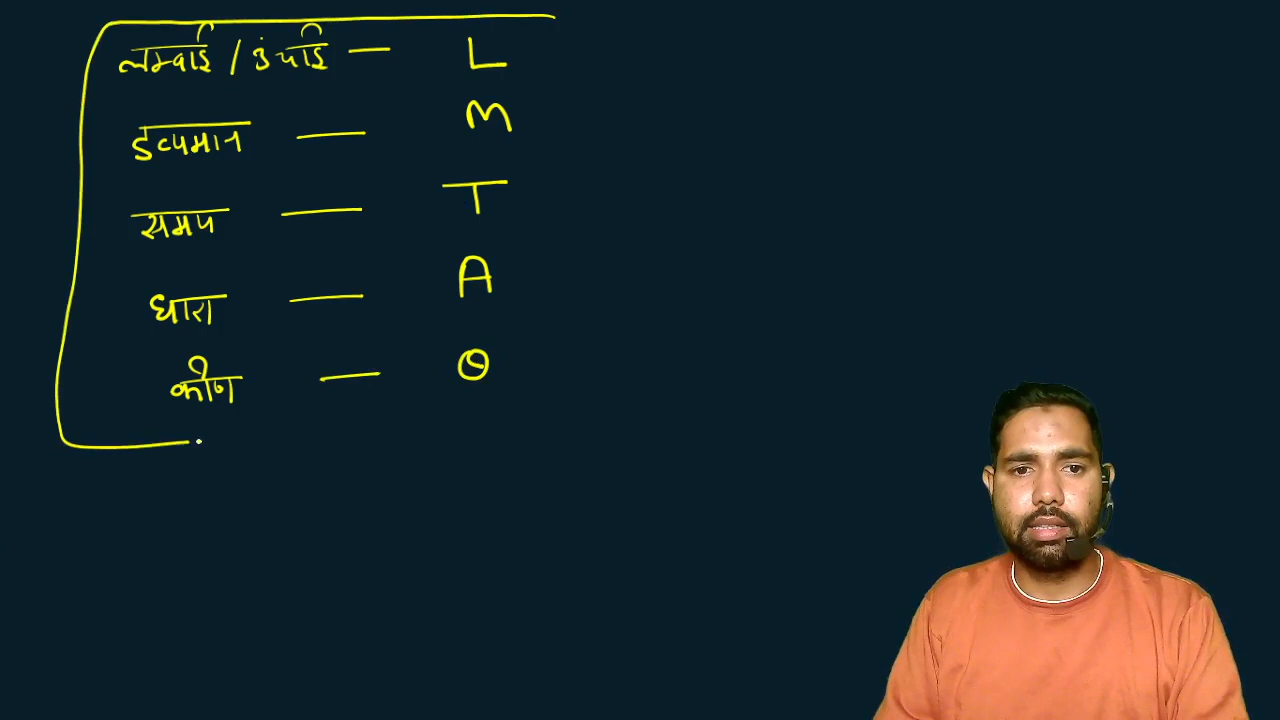 लम्बाई / उंचाई — L
द्रव्यमान — M
समय — T
धारा — A
कोण — θ